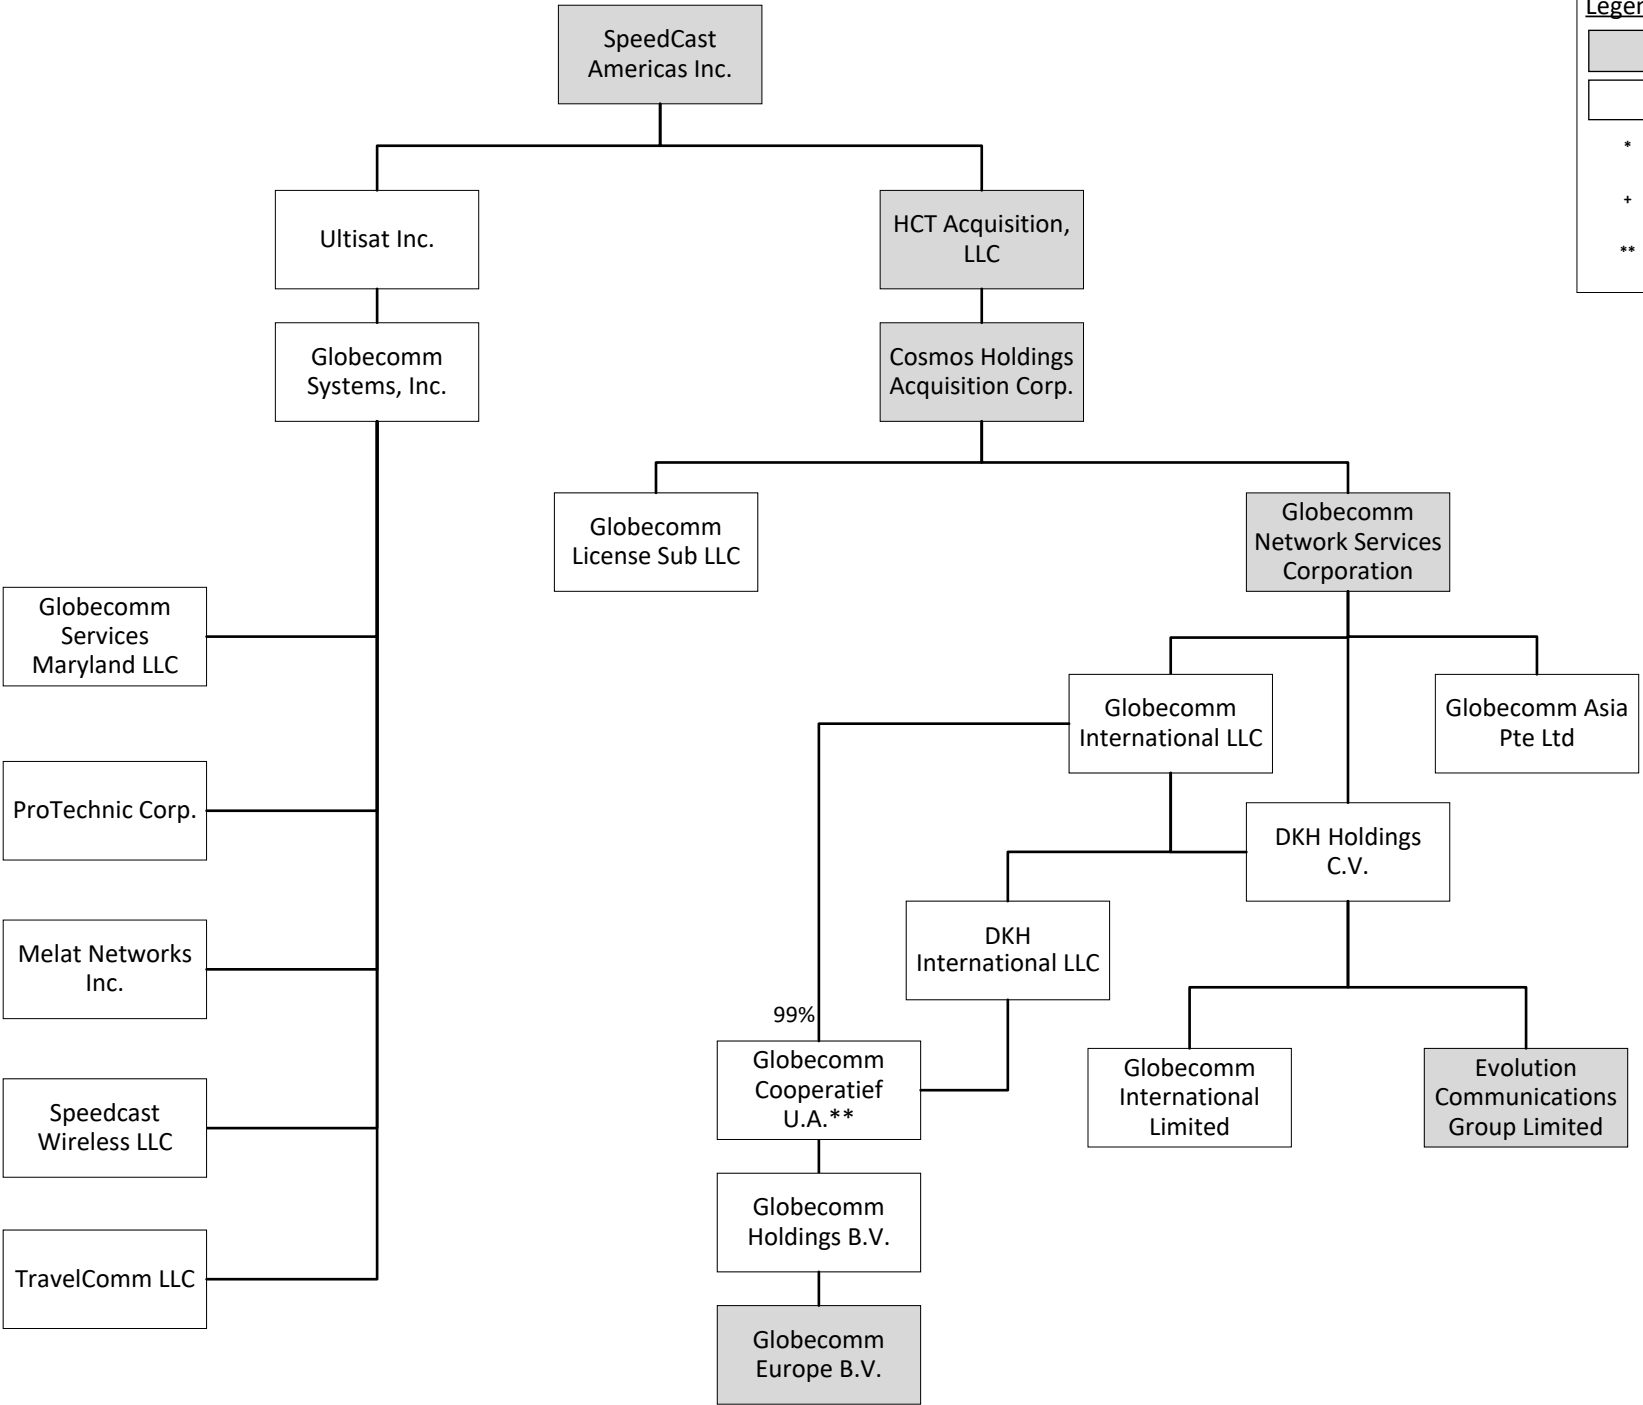 SpeedCast
Americas Inc.
*
+
**
Ultisat Inc.
HCT Acquisition,
LLC
Globecomm
Systems, Inc.
Cosmos Holdings
Acquisition Corp.
Globecomm
License Sub LLC
Globecomm
Network Services
Corporation
Globecomm
Services
Maryland LLC
Globecomm
International LLC
Globecomm Asia
Pte Ltd
ProTechnic Corp.
DKH Holdings
C.V.
Melat Networks
Inc.
DKH
International LLC
99%
Globecomm
Cooperatief
U.A.**
Globecomm
International
Limited
Evolution
Communications
Group Limited
Speedcast
Wireless LLC
Globecomm
Holdings B.V.
TravelComm LLC
Globecomm
Europe B.V.